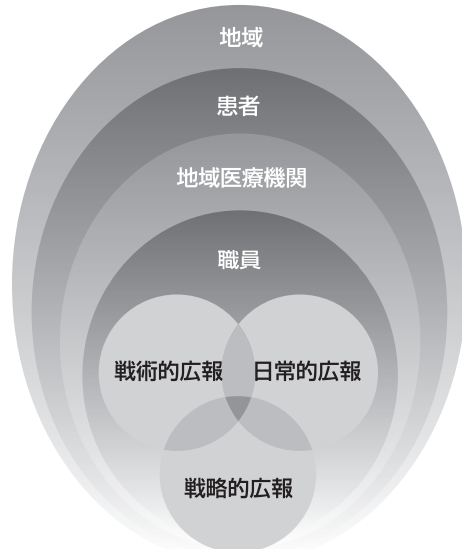 地域
患者
地域医療機関
職員
戦術的広報
日常的広報
戦略的広報